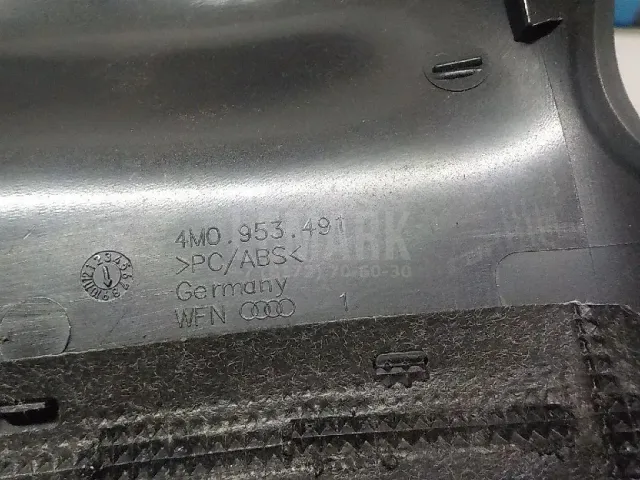 4M0.953.491
>PC/ABS<
Germany
WFN
1